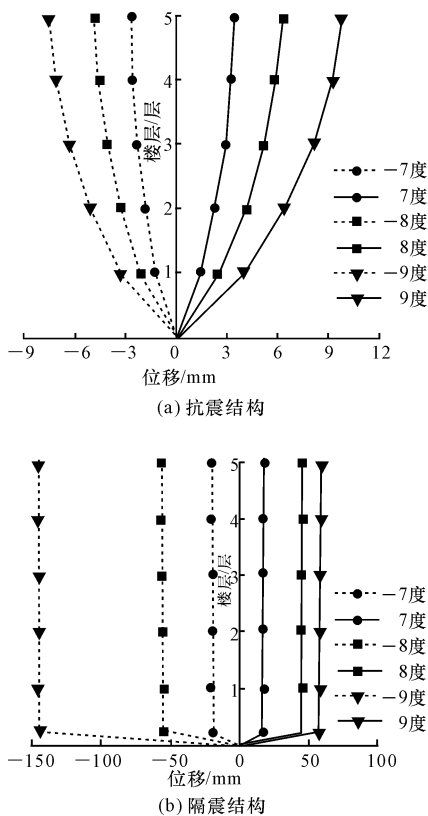 5
4
3
2
1
楼层/层
−7度
7度
−8度
8度
−9度
9度
−9 −6 −3 0 3 6 9 12
位移/mm
(a) 抗震结构
5
4
3
2
1
楼层/层
−7度
7度
−8度
8度
−9度
9度
−150 −100 −50 0 50 100
位移/mm
(b) 隔震结构